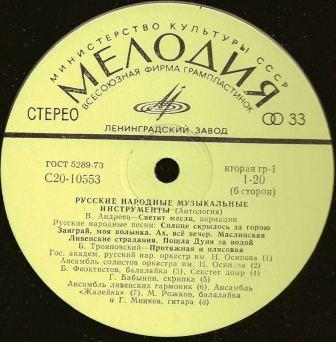 МИНИСТЕРСТВО КУЛЬТУРЫ СССР
МЕЛОДИЯ
ВСЕСОЮЗНАЯ ФИРМА ГРАМПЛАСТИНОК
СТЕРЕО
33
ЛЕНИНГРАДСКИЙ ЗАВОД
ГОСТ 5289-73
С20-10553
вторая гр-1
1-20
(6 сторон)
РУССКИЕ НАРОДНЫЕ МУЗЫКАЛЬНЫЕ
ИНСТРУМЕНТЫ (Антология)
В. Андреев—Светит месяц, вариации
Русские народные песни: Солнце скрылось за горою
Заиграй, моя волынка. Ах, всё вечер. Маслинская
Ливенские страдания. Пошла Дуня за водой
Б. Трояновский—Протяжная и плясовая
Гос. академ. русский нар. оркестр им. Н. Осипова (1)
Ансамбль солистов оркестра им. Н. Осипова (2)
Б. Феоктистов, балалайка (3). Секстет домр (4)
Г. Бабынин, скрипка (5)
Ансамбль ливенских гармоник (6). Ансамбль
«Жалейка» (7). М. Рожков, балалайка
и Г. Миняев, гитара (8)